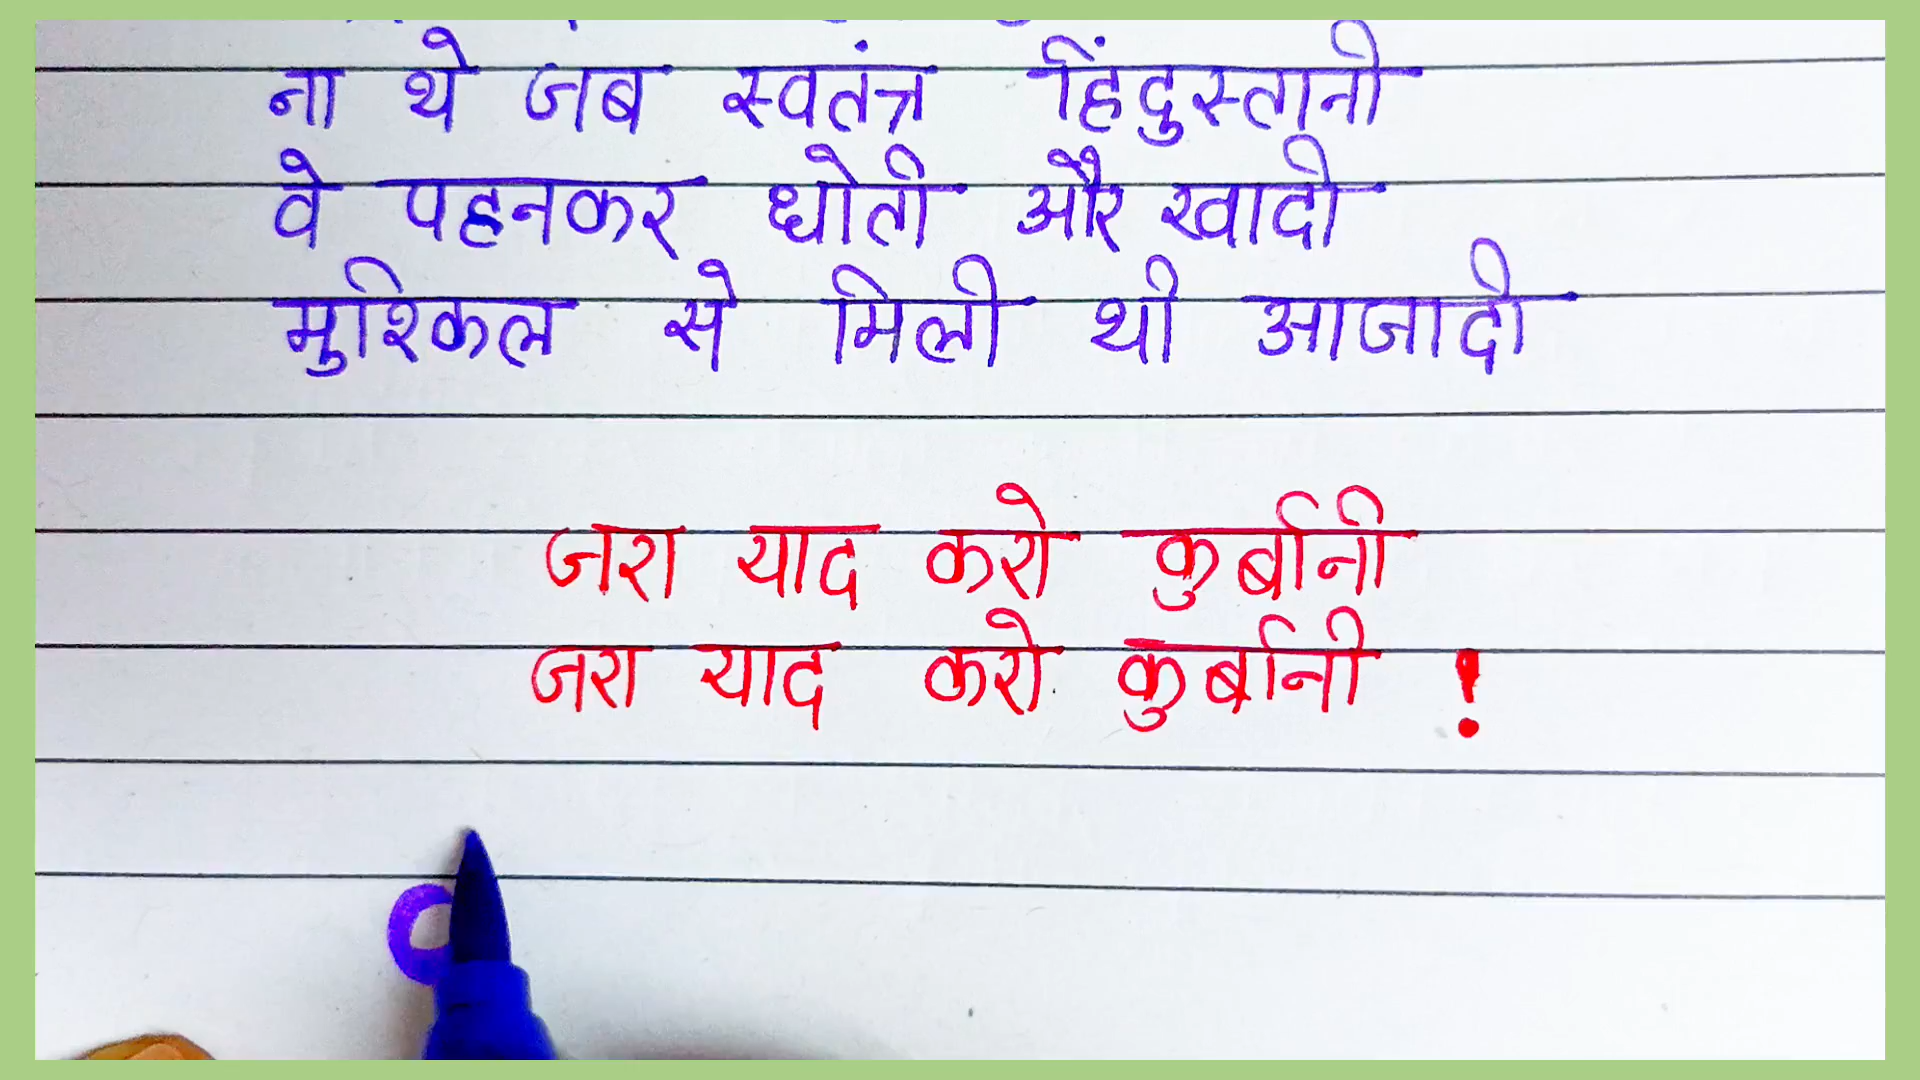 ना थे जब स्वतंत्र हिंदुस्तानी
वे पहनकर धोती और खादी
मुश्किल से मिली थी आजादी
जरा याद करो कुर्बानी
जरा याद करो कुर्बानी !